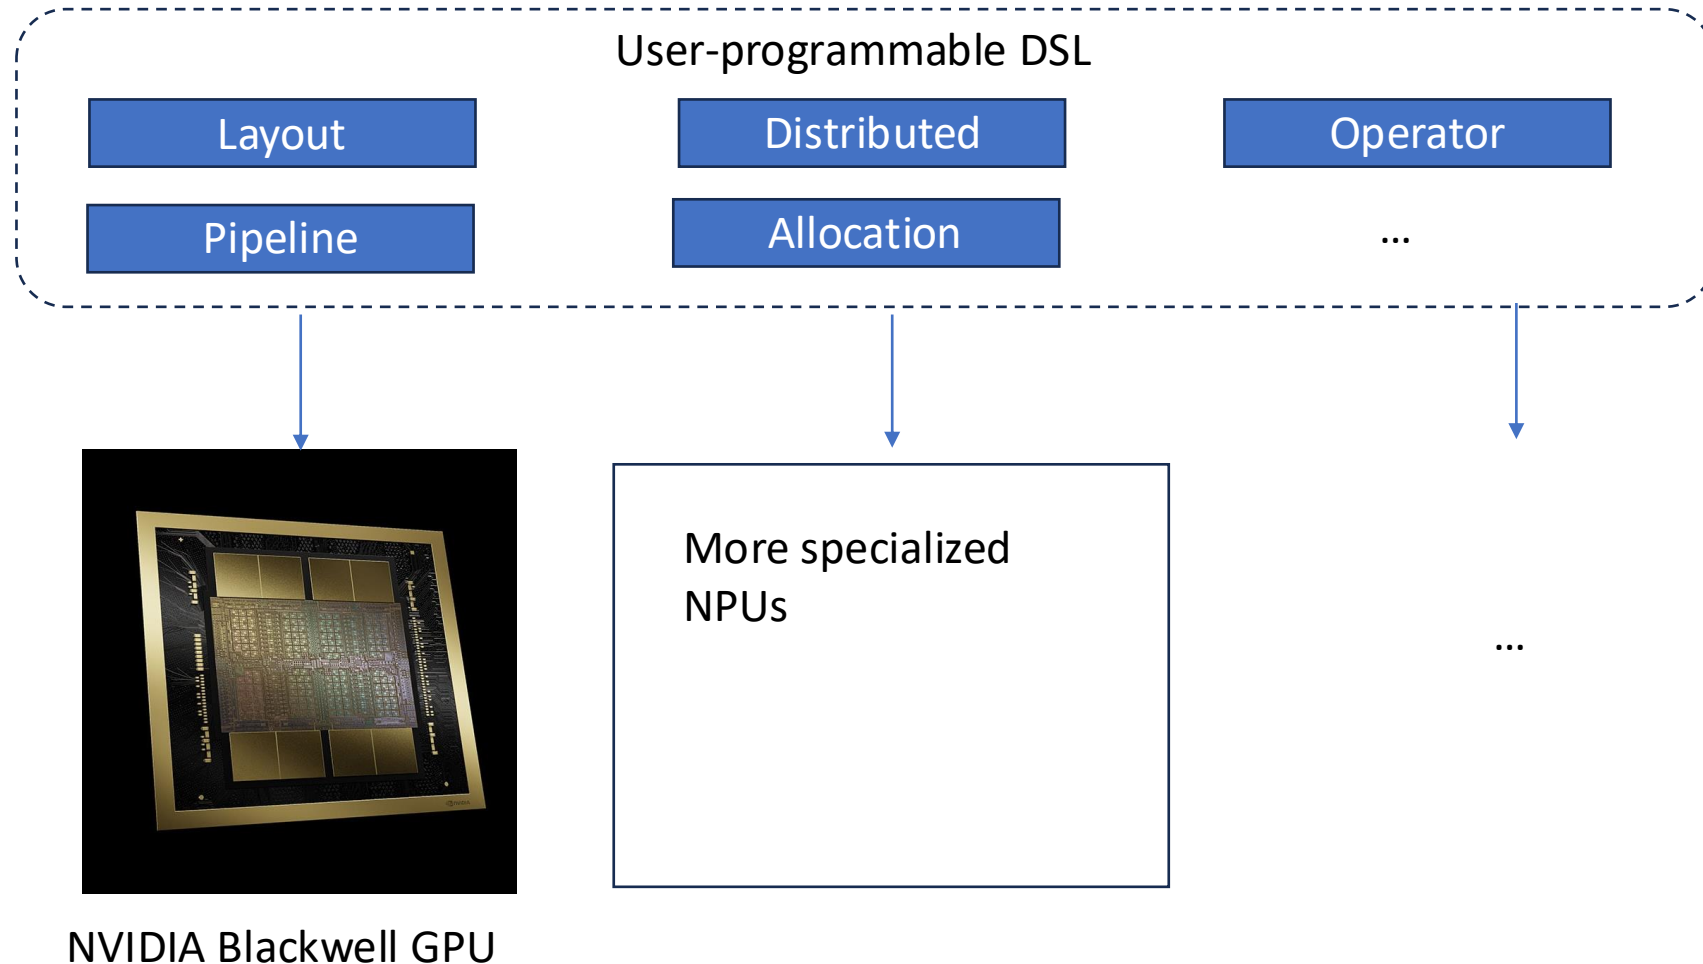 User-programmable DSL
Layout
Distributed
Operator
Pipeline
Allocation
...
More specialized
NPUs
...
NVIDIA Blackwell GPU